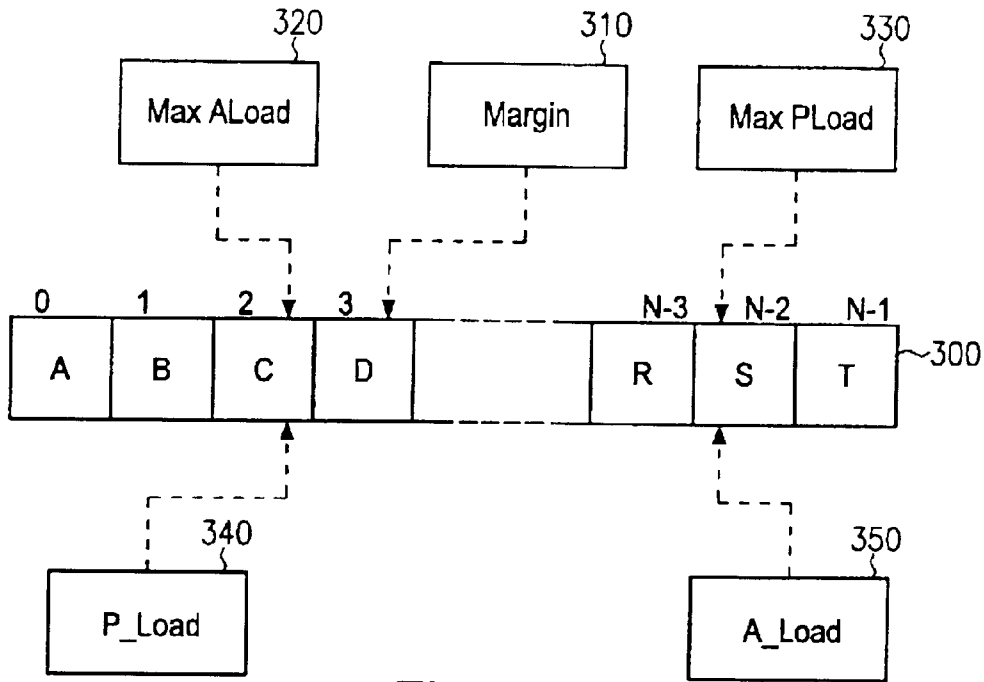 320
310
330
Max ALoad
Margin
Max PLoad
0 1 2 3 N-3 N-2 N-1
A B C D R S T
300
340
350
P_Load
A_Load